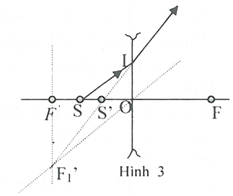 I
F' S S' O F
F₁'
Hình 3